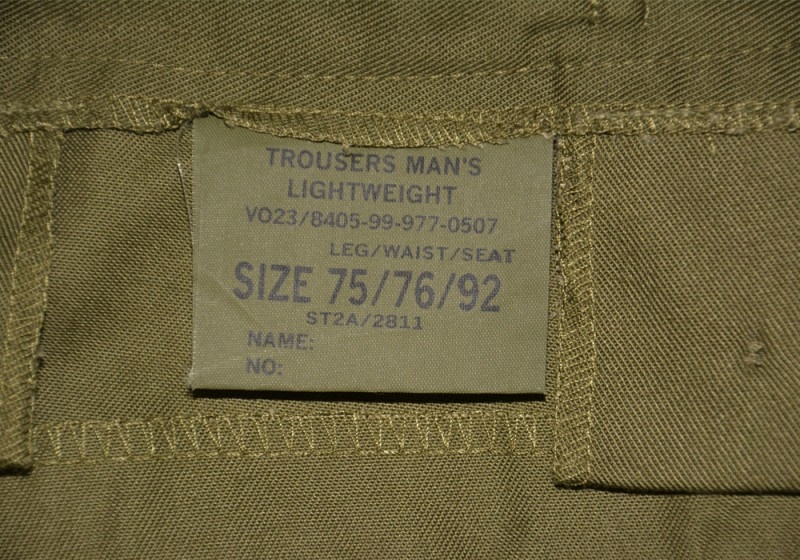 TROUSERS MAN'S
LIGHTWEIGHT
VO23/8405-99-977-0507
LEG/WAIST/SEAT
SIZE 75/76/92
ST2A/2811
NAME:
NO: